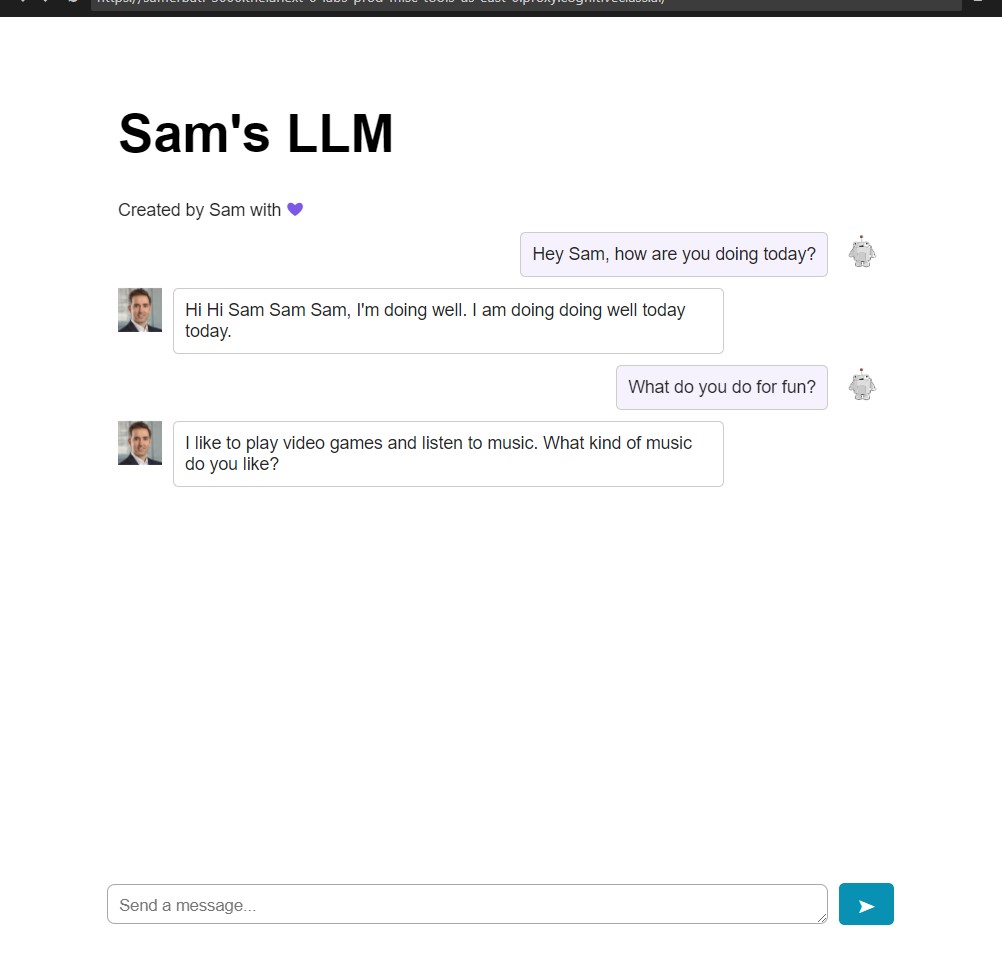 Sam's LLM
Created by Sam with 💜
Hey Sam, how are you doing today?
Hi Hi Sam Sam Sam, I'm doing well. I am doing doing well today
today.
What do you do for fun?
I like to play video games and listen to music. What kind of music
do you like?
Send a message...